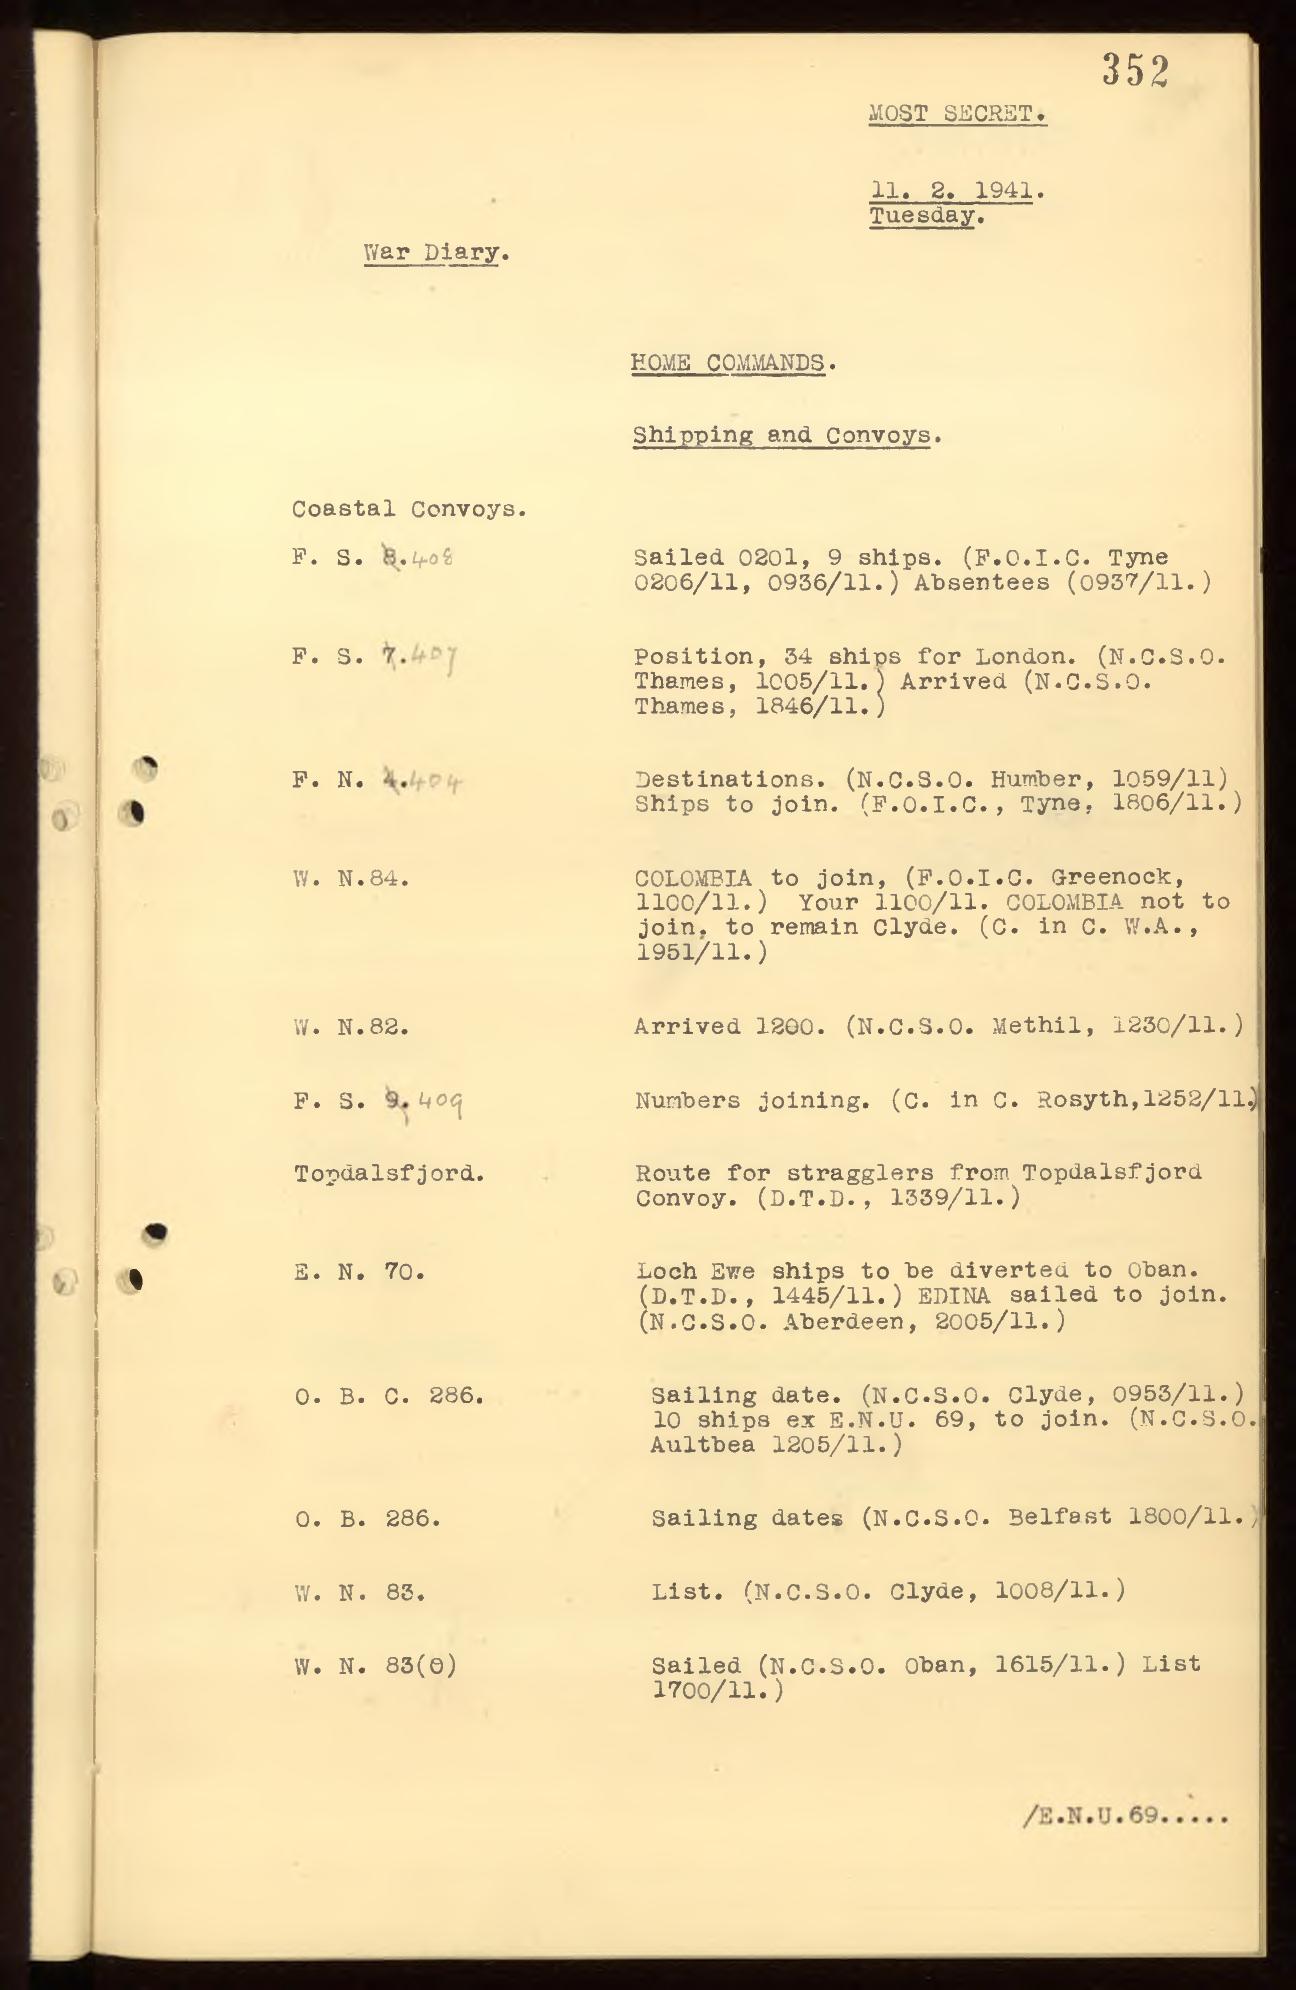 352
MOST SECRET.
11. 2. 1941.
Tuesday.
War Diary.
HOME COMMANDS.
Shipping and Convoys.
Coastal Convoys.
F. S. 8. 408 Sailed 0201, 9 ships. (F.O.I.C. Tyne
0206/11, 0936/11.) Absentees (0937/11.)
F. S. 7. 407 Position, 34 ships for London. (N.C.S.O.
Thames, 1005/11.) Arrived (N.C.S.O.
Thames, 1846/11.)
F. N. 4. 404 Destinations. (N.C.S.O. Humber, 1059/11)
Ships to join. (F.O.I.C., Tyne, 1806/11.)
W. N.84. COLOMBIA to join, (F.O.I.C. Greenock,
1100/11.) Your 1100/11. COLOMBIA not to
join, to remain Clyde. (C. in C. W.A.,
1951/11.)
W. N.82. Arrived 1200. (N.C.S.O. Methil, 1230/11.)
F. S. 9. 409 Numbers joining. (C. in C. Rosyth,1252/11.)
Topdalsfjord. Route for stragglers from Topdalsfjord
Convoy. (D.T.D., 1339/11.)
E. N. 70. Loch Ewe ships to be diverted to Oban.
(D.T.D., 1445/11.) EDINA sailed to join.
(N.C.S.O. Aberdeen, 2005/11.)
O. B. C. 286. Sailing date. (N.C.S.O. Clyde, 0953/11.)
10 ships ex E.N.U. 69, to join. (N.C.S.O.
Aultbea 1205/11.)
O. B. 286. Sailing dates (N.C.S.O. Belfast 1800/11.)
W. N. 83. List. (N.C.S.O. Clyde, 1008/11.)
W. N. 83(0) Sailed (N.C.S.O. Oban, 1615/11.) List
1700/11.)
/E.N.U.69.....